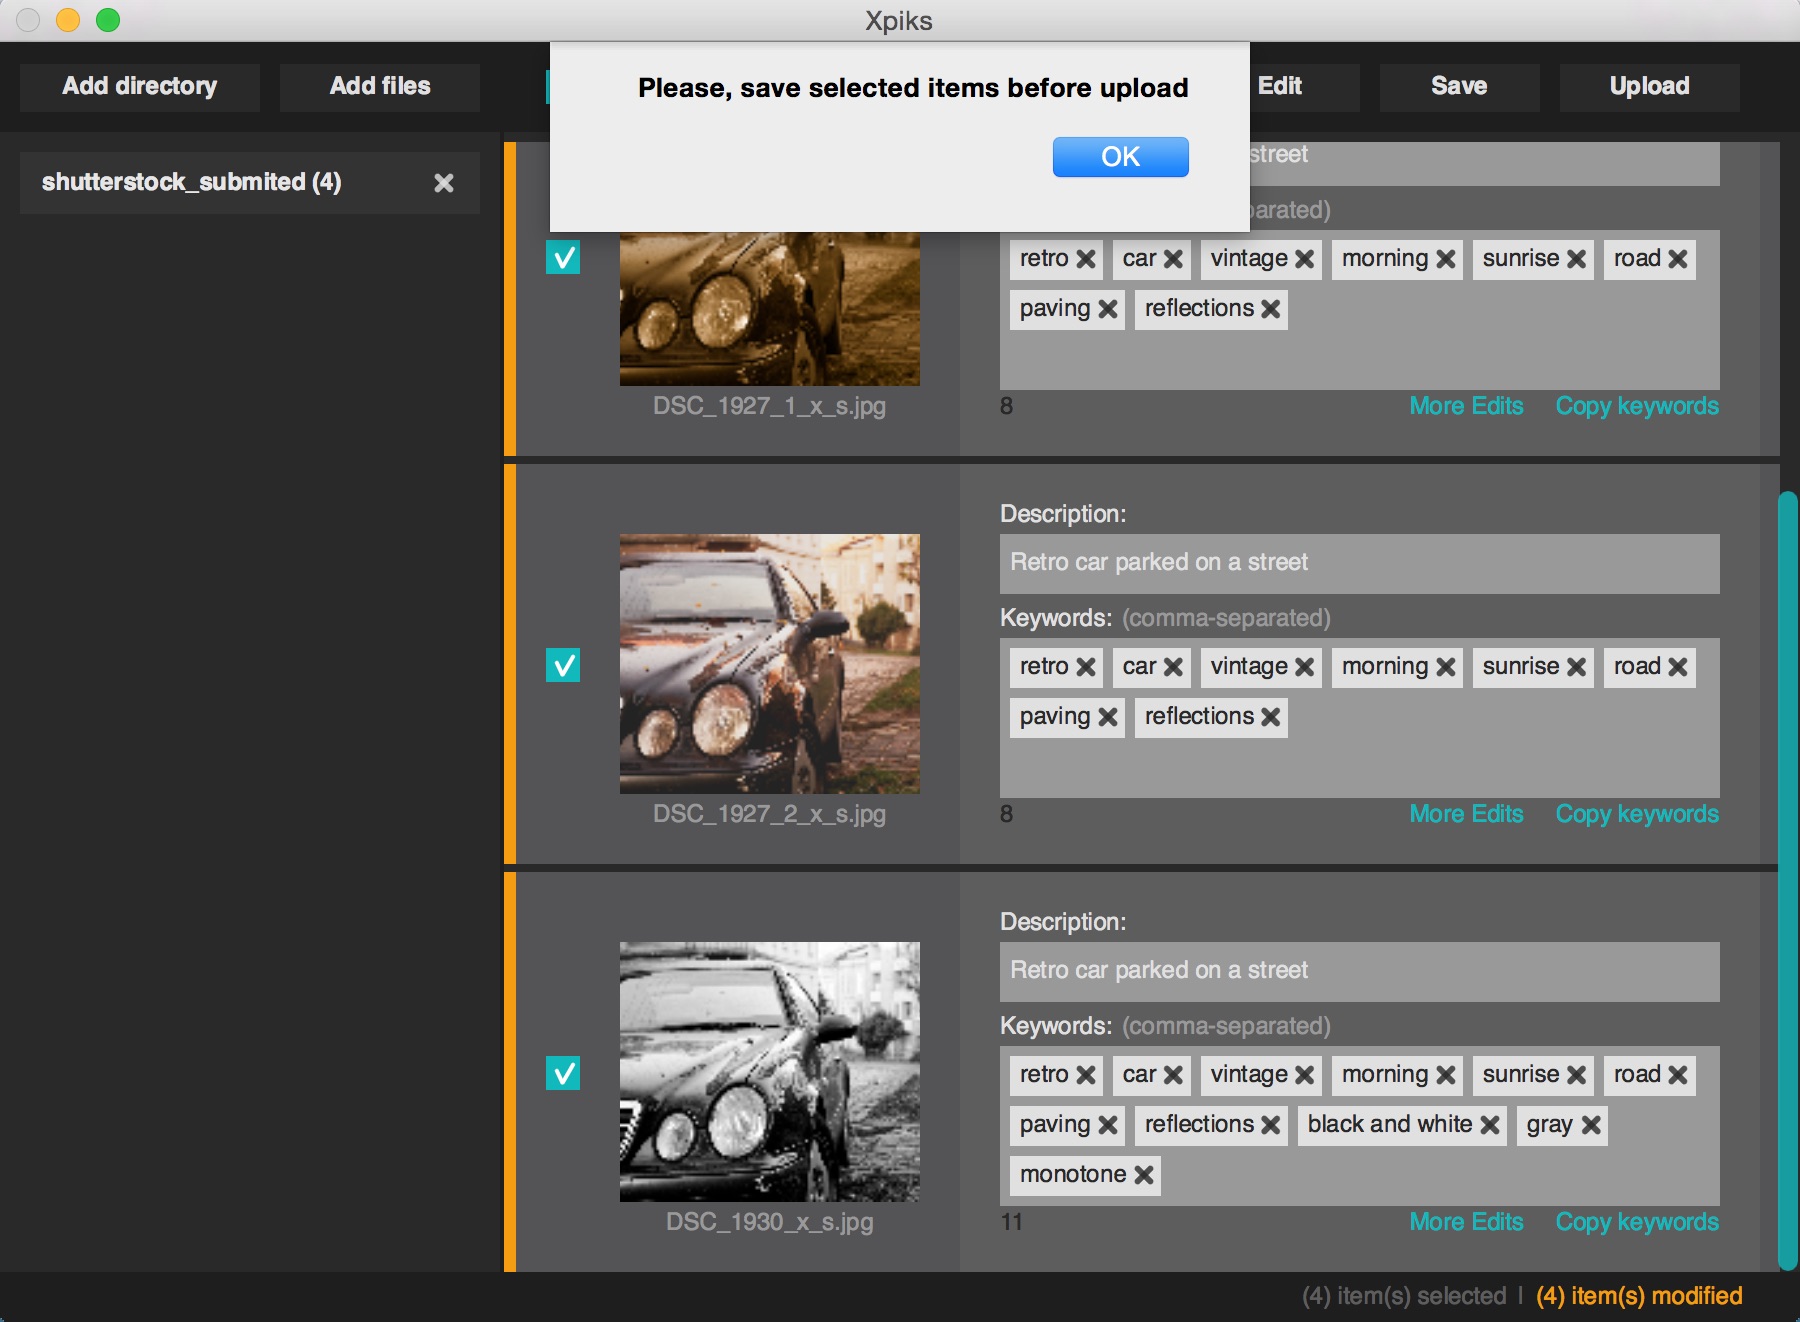 Xpiks
Add directory
Add files
Please, save selected items before upload
OK
Edit
Save
Upload
shutterstock_submited (4)
street
parated)
retro car vintage morning sunrise road
paving reflections
DSC_1927_1_x_s.jpg
8
More Edits Copy keywords
Description:
Retro car parked on a street
Keywords: (comma-separated)
retro car vintage morning sunrise road
paving reflections
DSC_1927_2_x_s.jpg
8
More Edits Copy keywords
Description:
Retro car parked on a street
Keywords: (comma-separated)
retro car vintage morning sunrise road
paving reflections black and white gray
monotone
DSC_1930_x_s.jpg
11
More Edits Copy keywords
(4) item(s) selected | (4) item(s) modified